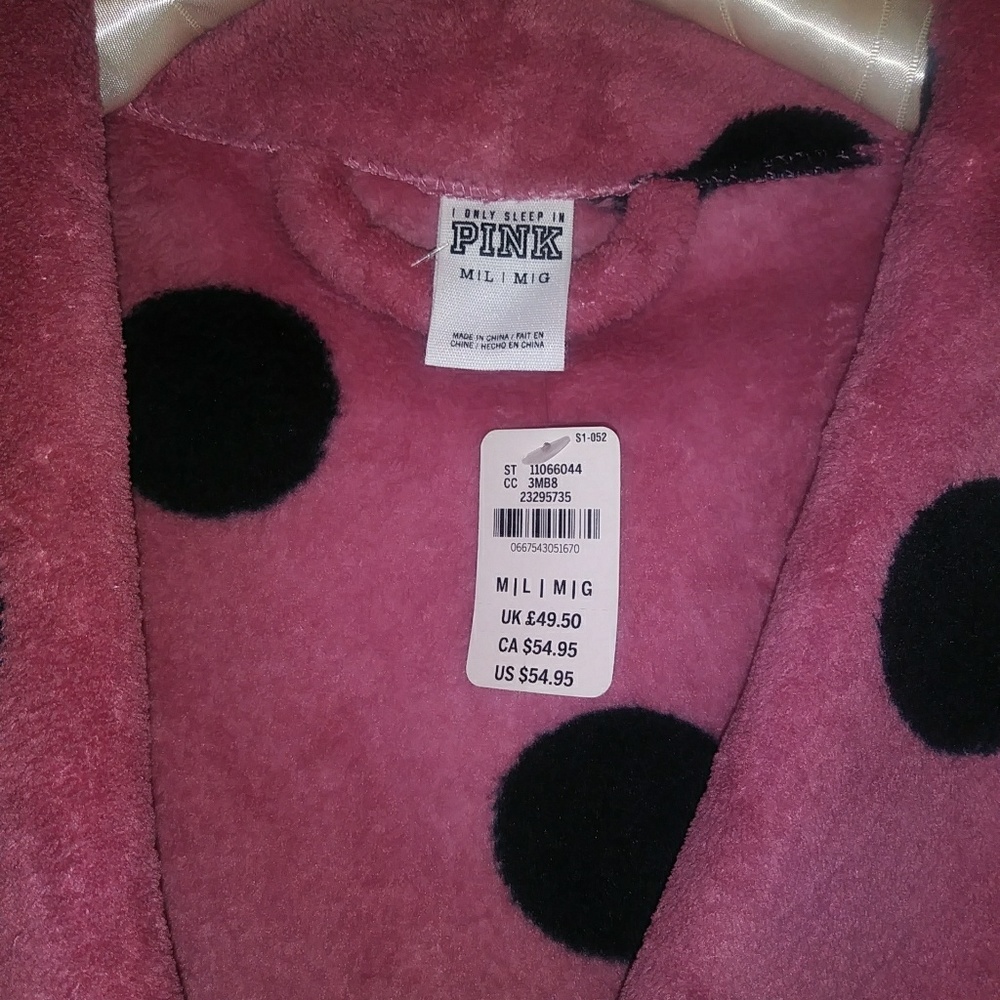 I ONLY SLEEP IN
PINK
M|L | M|G
MADE IN CHINA / FAIT EN
CHINE / HECHO EN CHINA
S1-052
ST 11066044
CC 3MB8
23295735
0667543051670
M|L | M|G
UK £49.50
CA $54.95
US $54.95